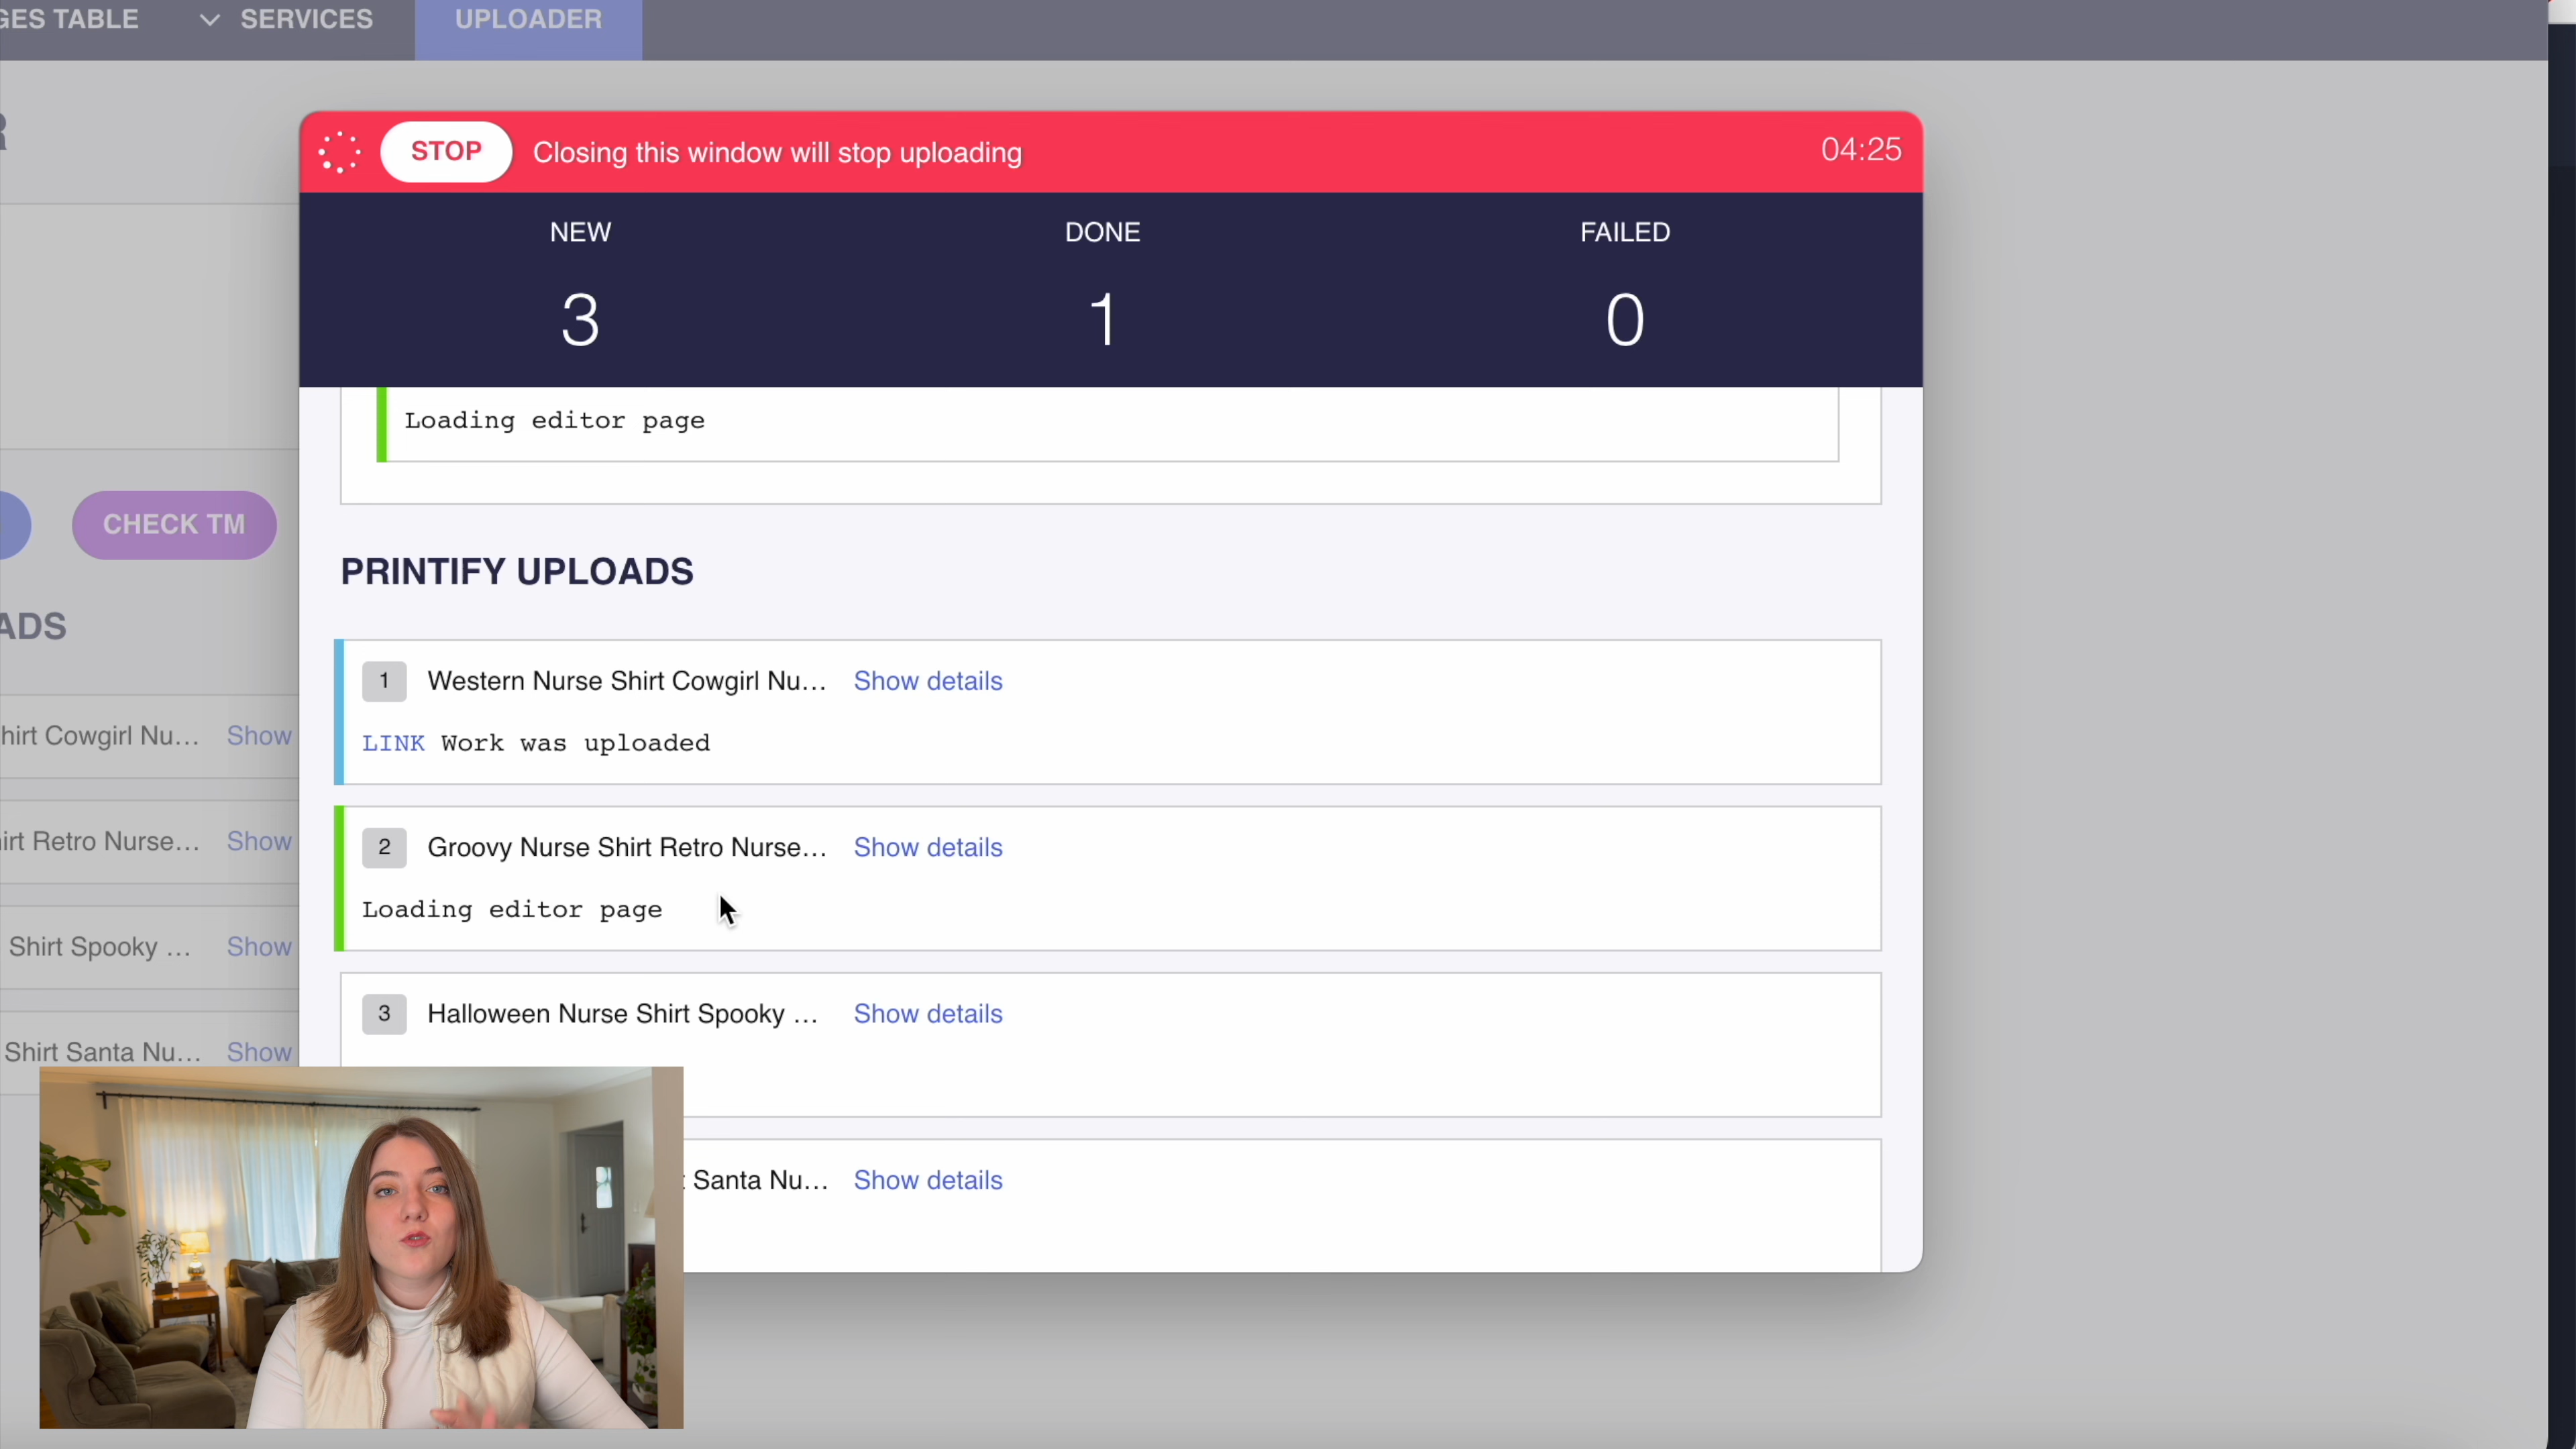 GES TABLE SERVICES UPLOADER
R
STOP Closing this window will stop uploading 04:25
NEW DONE FAILED
3 1 0
Loading editor page
CHECK TM
PRINTIFY UPLOADS
ADS
1 Western Nurse Shirt Cowgirl Nu... Show details
LINK Work was uploaded
hirt Cowgirl Nu... Show
2 Groovy Nurse Shirt Retro Nurse... Show details
Loading editor page
irt Retro Nurse... Show
3 Halloween Nurse Shirt Spooky ... Show details
Shirt Spooky ... Show
Shirt Santa Nu... Show
Santa Nu... Show details